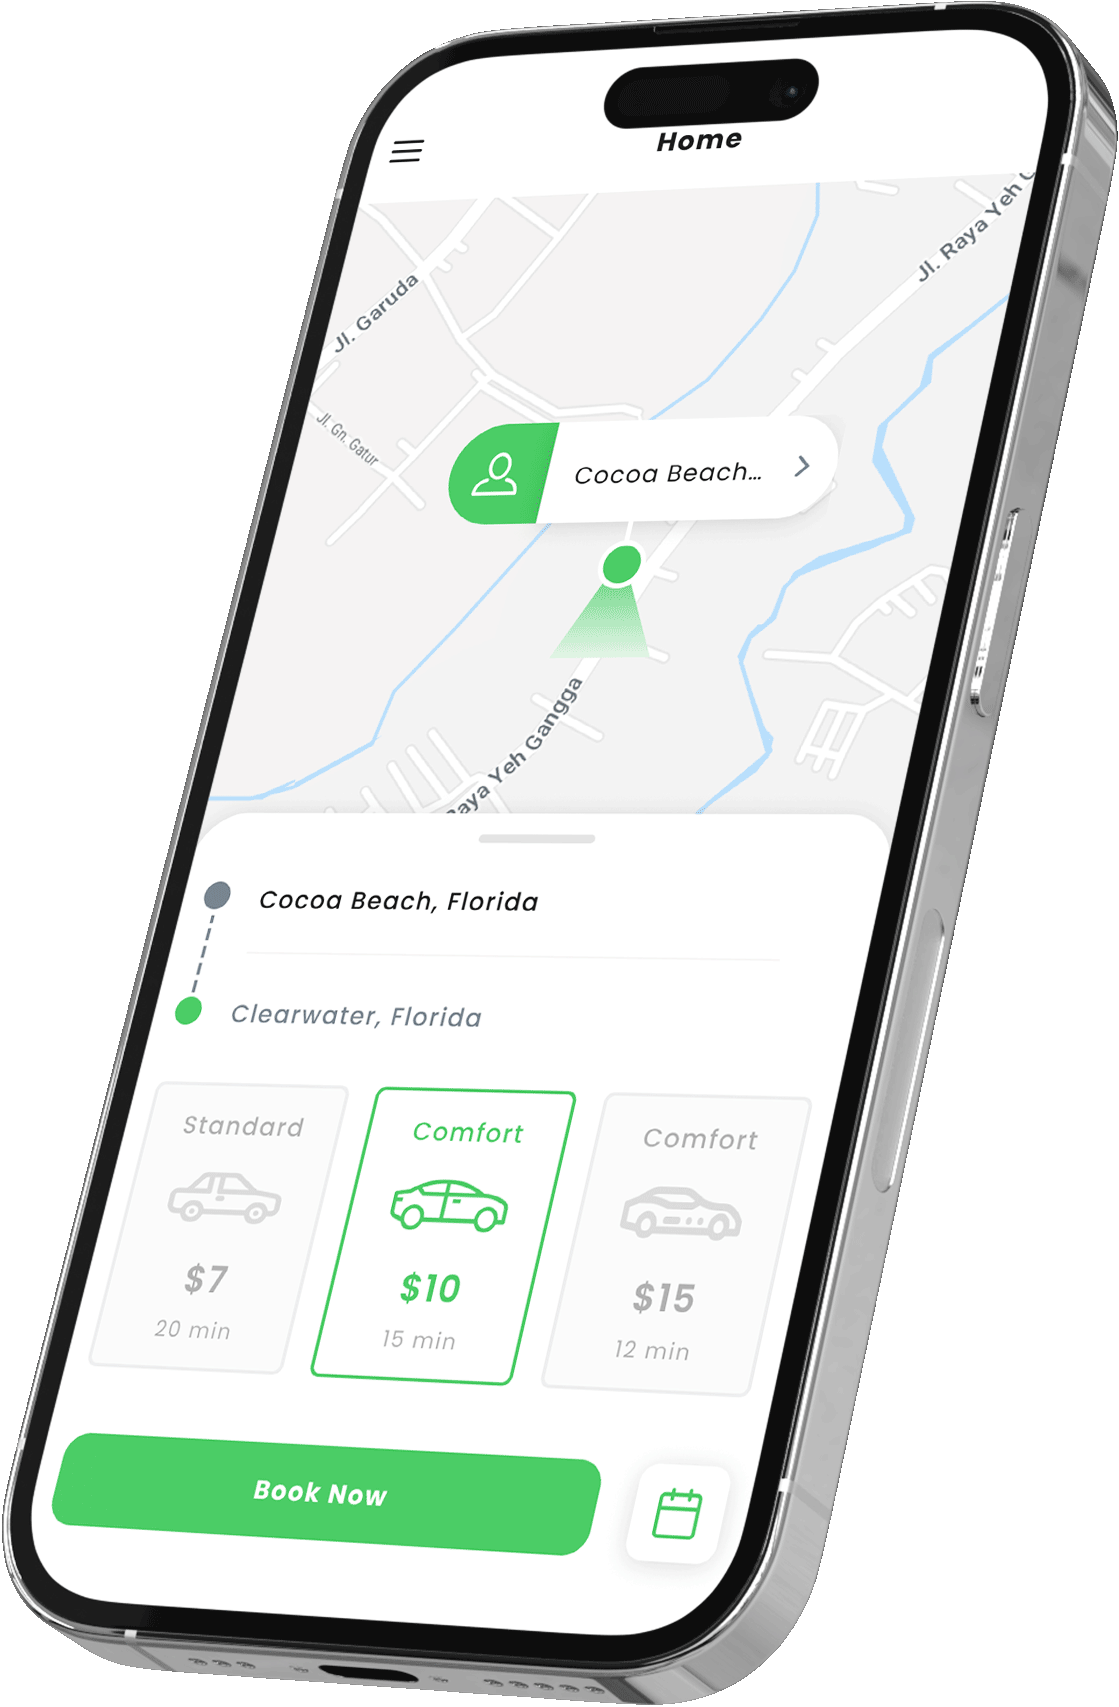 Home
Jl. Raya Yeh G
Jl. Garuda
Jl. Gn. Gatur
Cocoa Beach...
Raya Yeh Gangga
Cocoa Beach, Florida
Clearwater, Florida
Standard
Comfort
Comfort
$7
$10
$15
20 min
15 min
12 min
Book Now